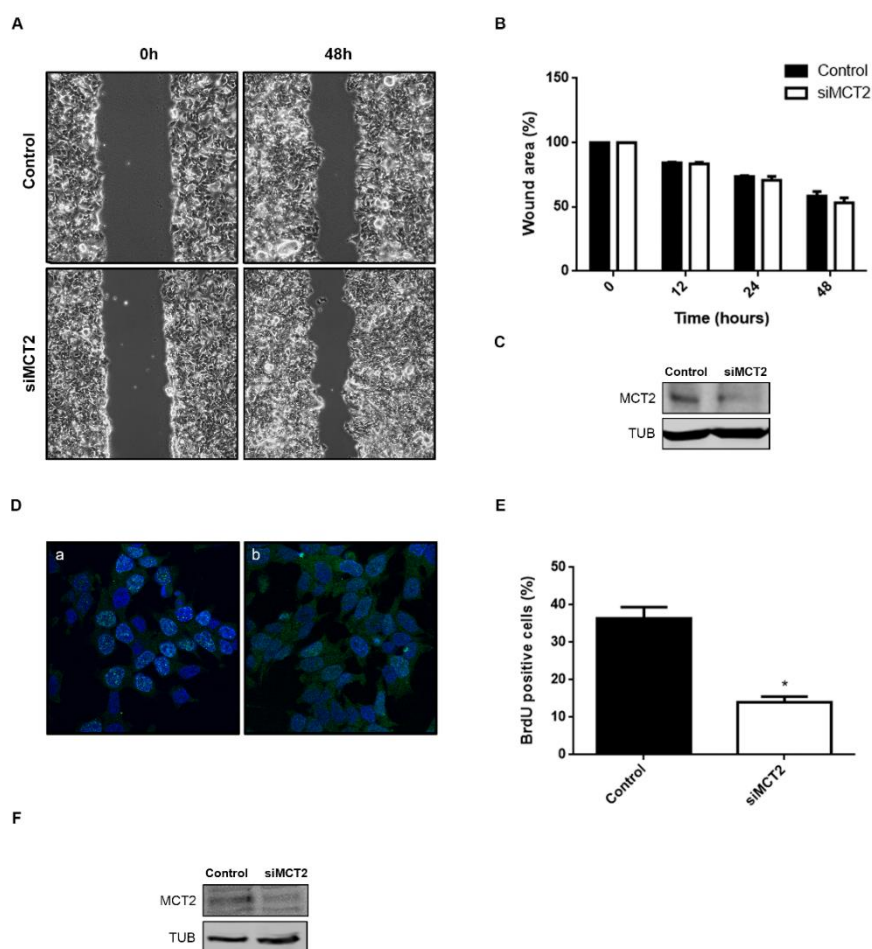 A
0h
48h
Control
siMCT2
B
Control
siMCT2
150
100
50
0
Wound area (%)
0
12
24
48
Time (hours)
C
Control siMCT2
MCT2
TUB
D
a
b
E
50
40
30
20
10
0
BrdU positive cells (%)
*
Control
siMCT2
F
Control siMCT2
MCT2
TUB